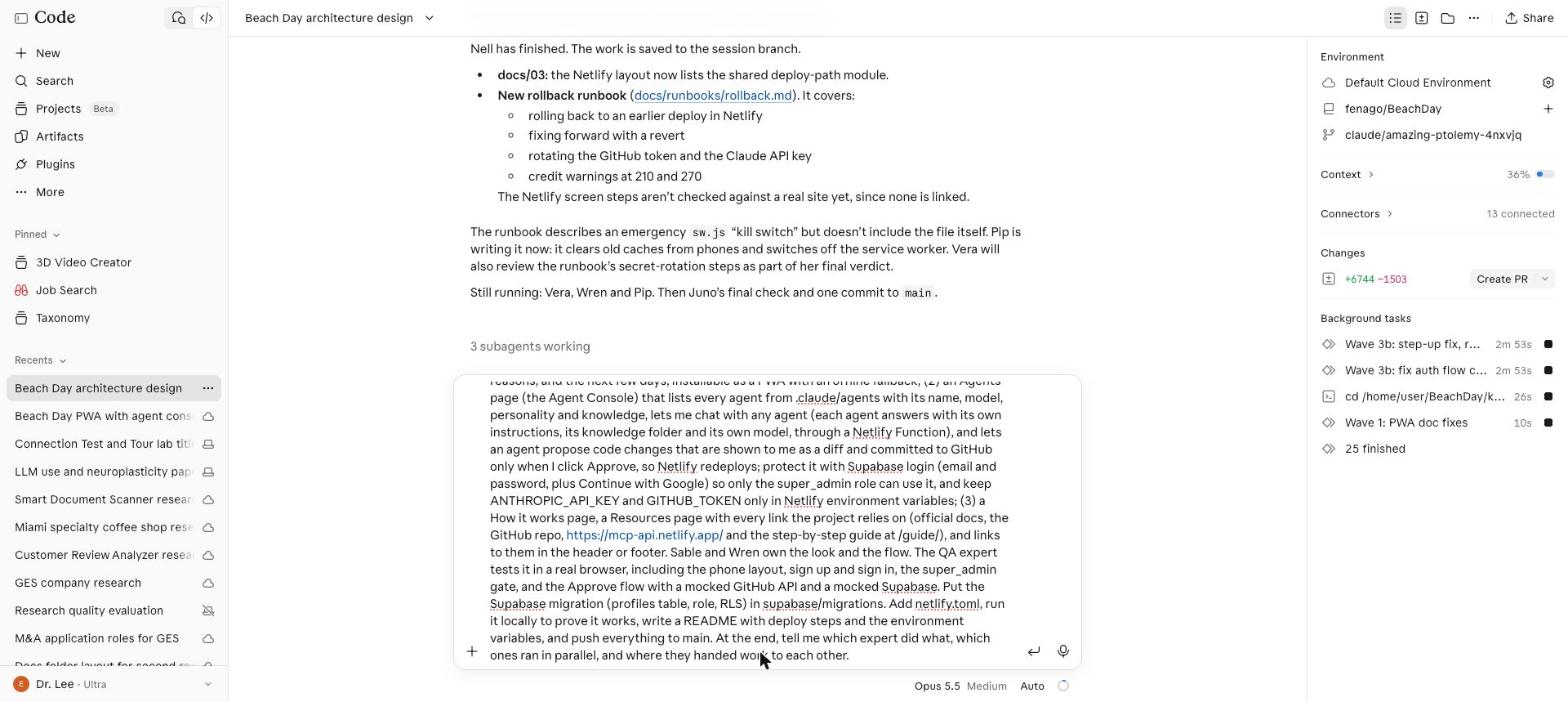 Code
New
Search
Projects Beta
Artifacts
Plugins
More
Pinned
3D Video Creator
Job Search
Taxonomy
Recents
Beach Day architecture design
Beach Day PWA with agent cons
Connection Test and Tour lab titl
LLM use and neuroplasticity pap
Smart Document Scanner resear
Miami specialty coffee shop rese
Customer Review Analyzer resea
GES company research
Research quality evaluation
M&A application roles for GES
Dr. Lee · Ultra
Beach Day architecture design
Share
Nell has finished. The work is saved to the session branch.
• docs/03: the Netlify layout now lists the shared deploy-path module.
• New rollback runbook (docs/runbooks/rollback.md). It covers:
rolling back to an earlier deploy in Netlify
fixing forward with a revert
rotating the GitHub token and the Claude API key
credit warnings at 210 and 270
The Netlify screen steps aren't checked against a real site yet, since none is linked.
The runbook describes an emergency sw.js “kill switch” but doesn't include the file itself. Pip is
writing it now: it clears old caches from phones and switches off the service worker. Vera will
also review the runbook's secret-rotation steps as part of her final verdict.
Still running: Vera, Wren and Pip. Then Juno's final check and one commit to main.
3 subagents working
reasons, and the next few days, installable as a PWA with an offline fallback; (2) an Agents
page (the Agent Console) that lists every agent from .claude/agents with its name, model,
personality and knowledge, lets me chat with any agent (each agent answers with its own
instructions, its knowledge folder and its own model, through a Netlify Function), and lets
an agent propose code changes that are shown to me as a diff and committed to GitHub
only when I click Approve, so Netlify redeploys; protect it with Supabase login (email and
password, plus Continue with Google) so only the super_admin role can use it, and keep
ANTHROPIC_API_KEY and GITHUB_TOKEN only in Netlify environment variables; (3) a
How it works page, a Resources page with every link the project relies on (official docs, the
GitHub repo, https://mcp-api.netlify.app/ and the step-by-step guide at /guide/), and links
to them in the header or footer. Sable and Wren own the look and the flow. The QA expert
tests it in a real browser, including the phone layout, sign up and sign in, the super_admin
gate, and the Approve flow with a mocked GitHub API and a mocked Supabase. Put the
Supabase migration (profiles table, role, RLS) in supabase/migrations. Add netlify.toml, run
it locally to prove it works, write a README with deploy steps and the environment
variables, and push everything to main. At the end, tell me which expert did what, which
ones ran in parallel, and where they handed work to each other.
Opus 5.5 Medium Auto
Environment
Default Cloud Environment
fenago/BeachDay
claude/amazing-ptolemy-4nxvjq
Context 36%
Connectors 13 connected
Changes
+6744 −1503 Create PR
Background tasks
Wave 3b: step-up fix, r... 2m 53s
Wave 3b: fix auth flow c... 2m 53s
cd /home/user/BeachDay/k... 26s
Wave 1: PWA doc fixes 10s
25 finished